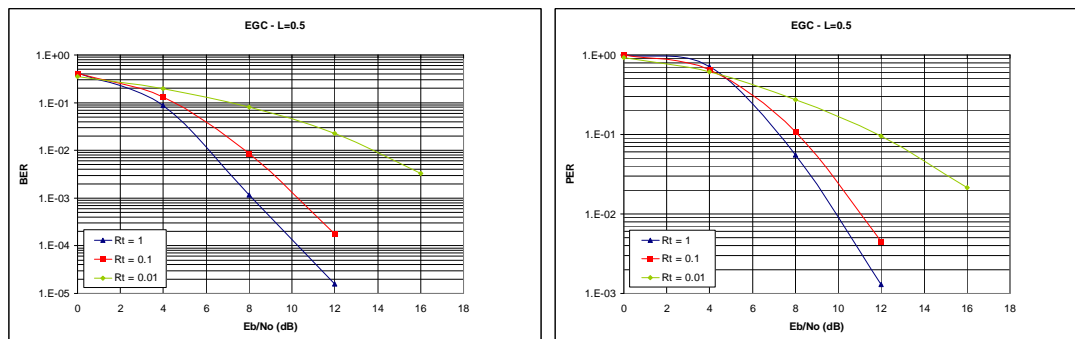 EGC - L=0.5
1.E+00
1.E-01
1.E-02
1.E-03
1.E-04
1.E-05
BER
0 2 4 6 8 10 12 14 16 18
Eb/No (dB)
Rt = 1
Rt = 0.1
Rt = 0.01
EGC - L=0.5
1.E+00
1.E-01
1.E-02
1.E-03
PER
0 2 4 6 8 10 12 14 16 18
Eb/No (dB)
Rt = 1
Rt = 0.1
Rt = 0.01